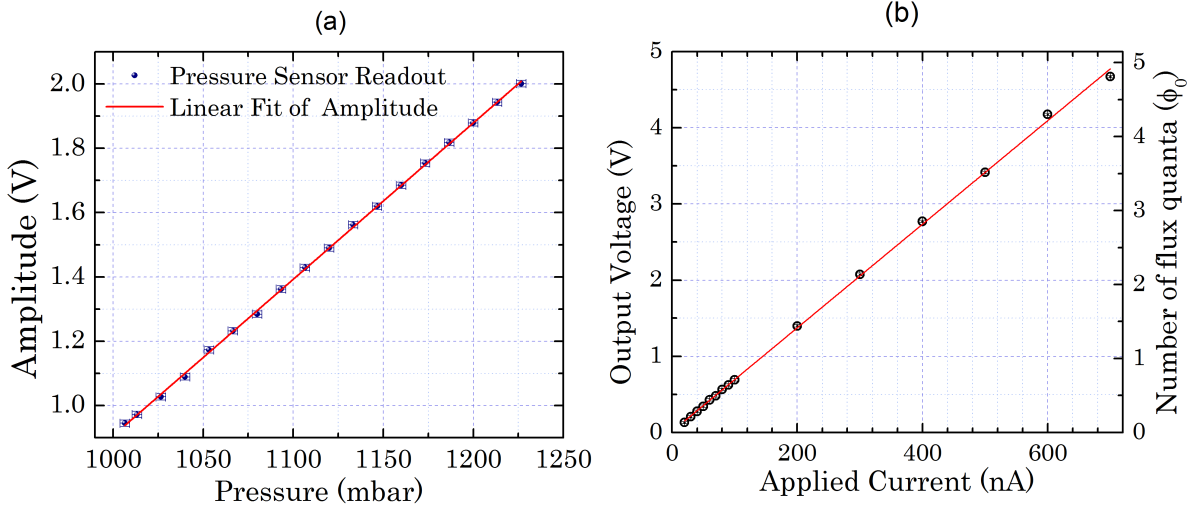 (a)
Pressure Sensor Readout
Linear Fit of Amplitude
2.0
1.8
1.6
1.4
1.2
1.0
Amplitude (V)
1000 1050 1100 1150 1200 1250
Pressure (mbar)
(b)
5
4
3
2
1
0
Output Voltage (V)
5
4
3
2
1
0
Number of flux quanta (ϕ0)
0 200 400 600
Applied Current (nA)